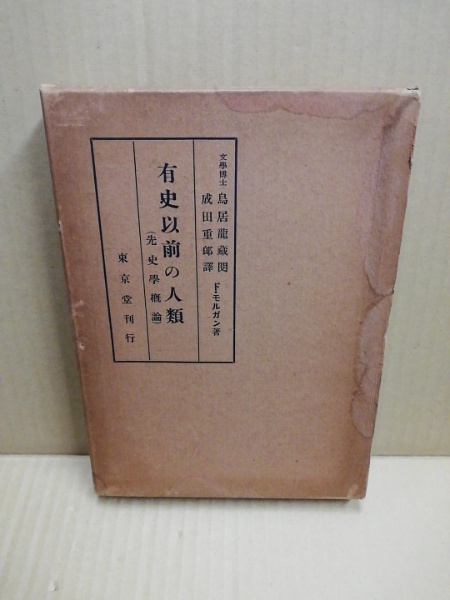 文學博士 鳥居龍藏閲
成田重郎譯 ド・モルガン著
有史以前の人類
(先史學概論)
東京堂刊行